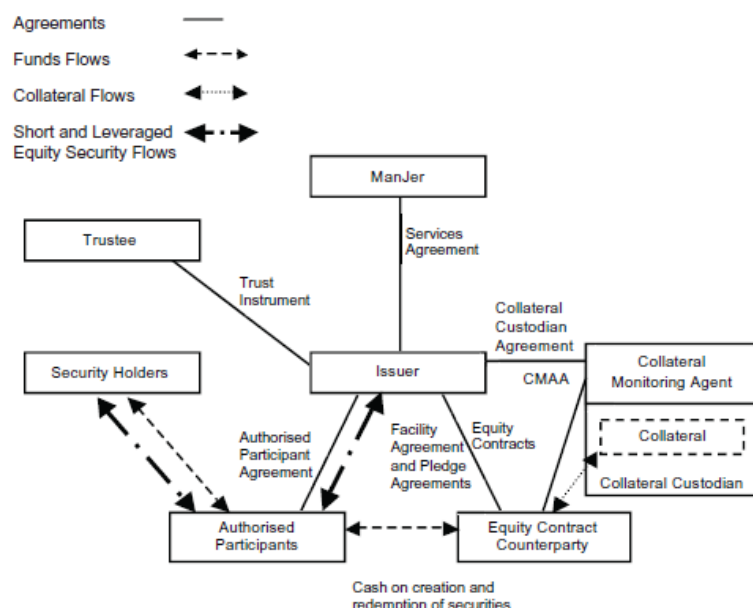 Agreements
Funds Flows
Collateral Flows
Short and Leveraged
Equity Security Flows
ManJer
Trustee
Services
Agreement
Trust
Instrument
Collateral
Custodian
Agreement
Security Holders
Issuer
CMAA
Collateral
Monitoring Agent
Authorised
Participant
Agreement
Facility
Agreement
and Pledge
Agreements
Equity
Contracts
Collateral
Collateral Custodian
Authorised
Participants
Equity Contract
Counterparty
Cash on creation and
redemption of securities